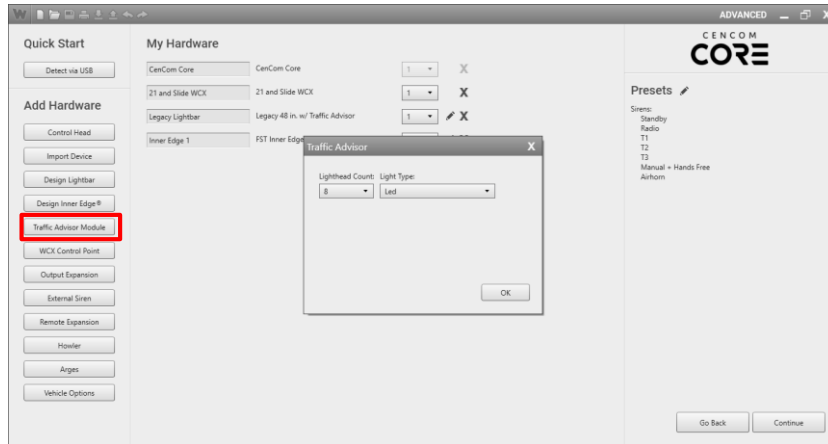 ADVANCED
Quick Start
Detect via USB
Add Hardware
Control Head
Import Device
Design Lightbar
Design Inner Edge®
Traffic Advisor Module
WCX Control Point
Output Expansion
External Siren
Remote Expansion
Howler
Arges
Vehicle Options
My Hardware
CenCom Core CenCom Core 1 X
21 and Slide WCX 21 and Slide WCX 1 X
Legacy Lightbar Legacy 48 in. w/ Traffic Advisor 1 X
Inner Edge 1 FST Inner Edge
Traffic Advisor X
Lighthead Count: Light Type:
8 Led
OK
CENCOM
CORE
Presets
Sirens:
Standby
Radio
T1
T2
T3
Manual + Hands Free
Airhorn
Go Back Continue